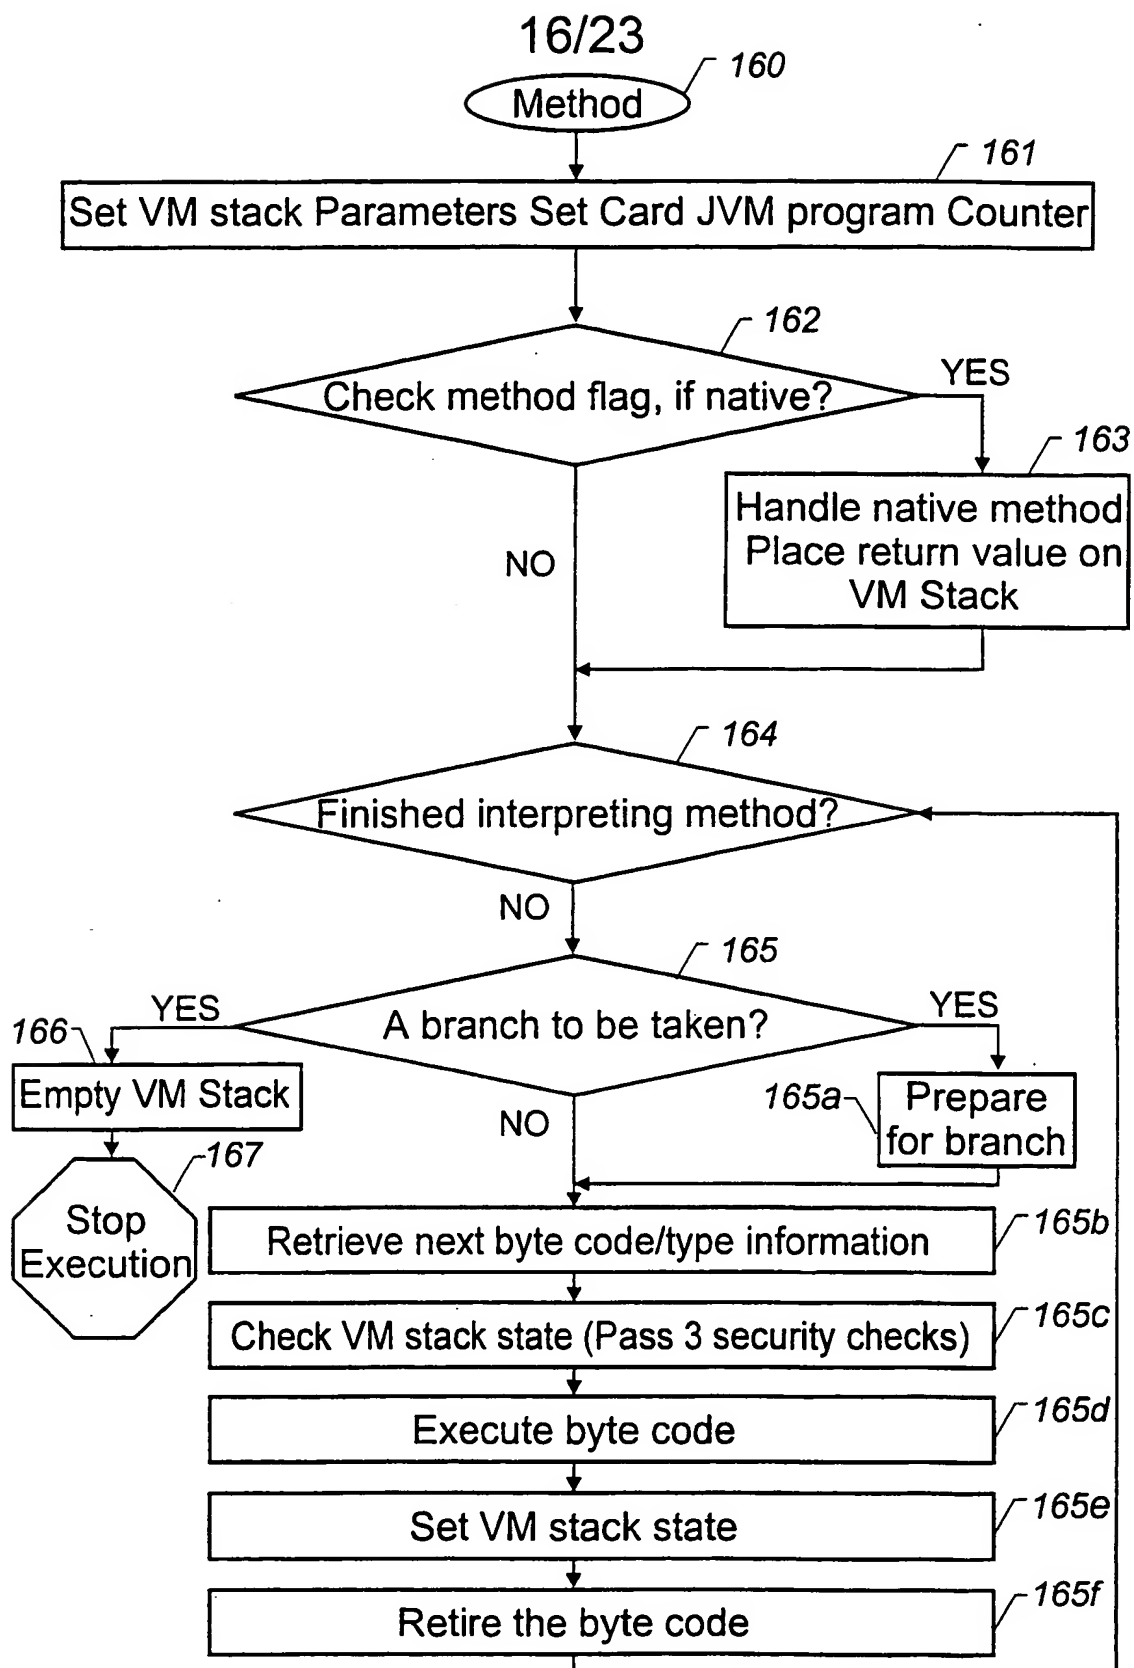 16/23
160
Method
161
Set VM stack Parameters Set Card JVM program Counter
162
Check method flag, if native?
YES
163
Handle native method
Place return value on
VM Stack
NO
164
Finished interpreting method?
NO
165
YES
A branch to be taken?
YES
166
Empty VM Stack
NO
165a
Prepare
for branch
167
Stop
Execution
165b
Retrieve next byte code/type information
165c
Check VM stack state (Pass 3 security checks)
165d
Execute byte code
165e
Set VM stack state
165f
Retire the byte code